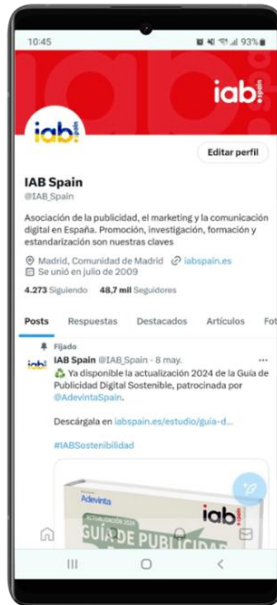 10:45
93%
iab spain
iab spain
Editar perfil
IAB Spain
@IAB_Spain
Asociación de la publicidad, el marketing y la comunicación
digital en España. Promoción, investigación, formación y
estandarización son nuestras claves
Madrid, Comunidad de Madrid iabspain.es
Se unió en julio de 2009
4.273 Siguiendo 48,7 mil Seguidores
Posts Respuestas Destacados Artículos Fot
Fijado
IAB Spain @IAB_Spain · 8 may.
Ya disponible la actualización 2024 de la Guía de
Publicidad Digital Sostenible, patrocinada por
@AdevintaSpain.
Descárgala en iabspain.es/estudio/guia-d...
#IABSostenibilidad
Adevinta
iab spain
ACTUALIZACIÓN 2024
GUÍA DE PUBLICIDAD